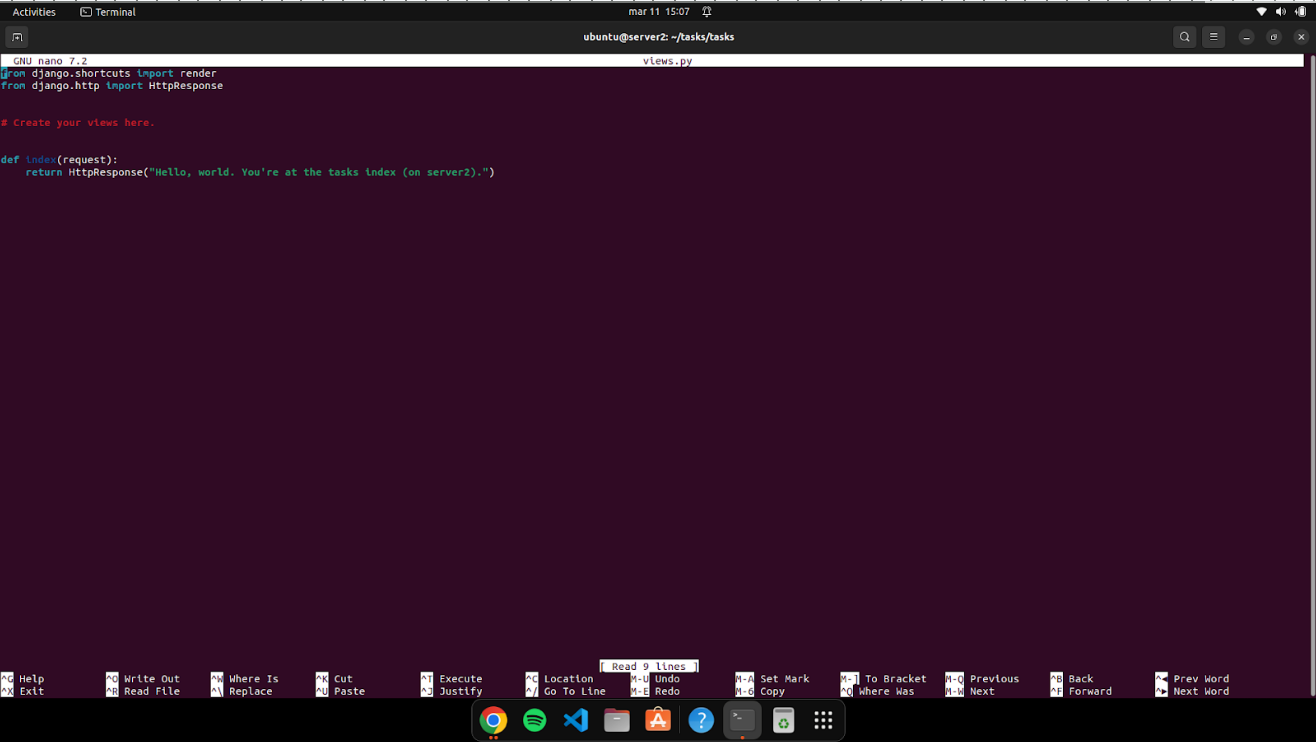 Activities Terminal mar 11 15:07
ubuntu@server2: ~/tasks/tasks
GNU nano 7.2 views.py
from django.shortcuts import render
from django.http import HttpResponse
# Create your views here.
def index(request):
return HttpResponse("Hello, world. You're at the tasks index (on server2).")
[ Read 9 lines ]
^G Help ^O Write Out ^W Where Is ^K Cut ^T Execute ^C Location M-U Undo M-A Set Mark M-] To Bracket M-Q Previous ^B Back ^◂ Prev Word
^X Exit ^R Read File ^\ Replace ^U Paste ^J Justify ^/ Go To Line M-E Redo M-6 Copy ^Q Where Was M-W Next ^F Forward ^▸ Next Word